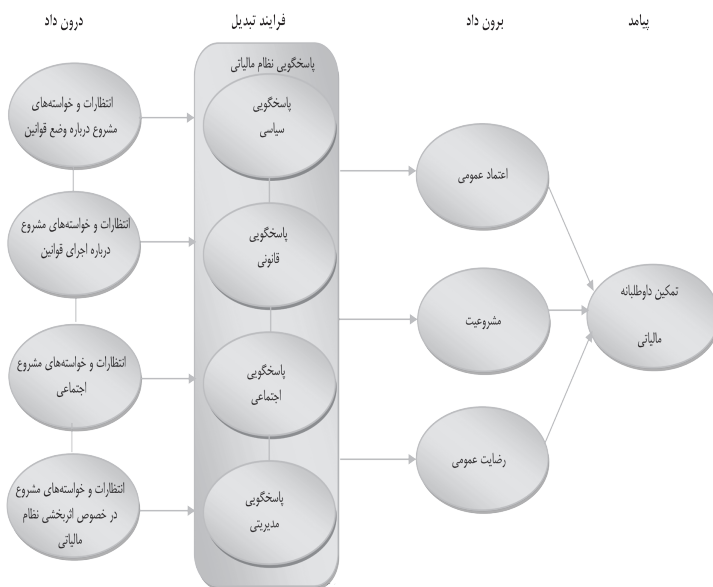 درون داد
فرایند تبدیل
برون داد
پیامد
پاسخگویی نظام مالیاتی
انتظارات و خواسته‌های
مشروع درباره وضع قوانین
انتظارات و خواسته‌های مشروع
درباره اجرای قوانین
انتظارات و خواسته‌های مشروع
اجتماعی
انتظارات و خواسته‌های مشروع
در خصوص اثربخشی نظام
مالیاتی
پاسخگویی
سیاسی
پاسخگویی
قانونی
پاسخگویی
اجتماعی
پاسخگویی
مدیریتی
اعتماد عمومی
مشروعیت
رضایت عمومی
تمکین داوطلبانه
مالیاتی